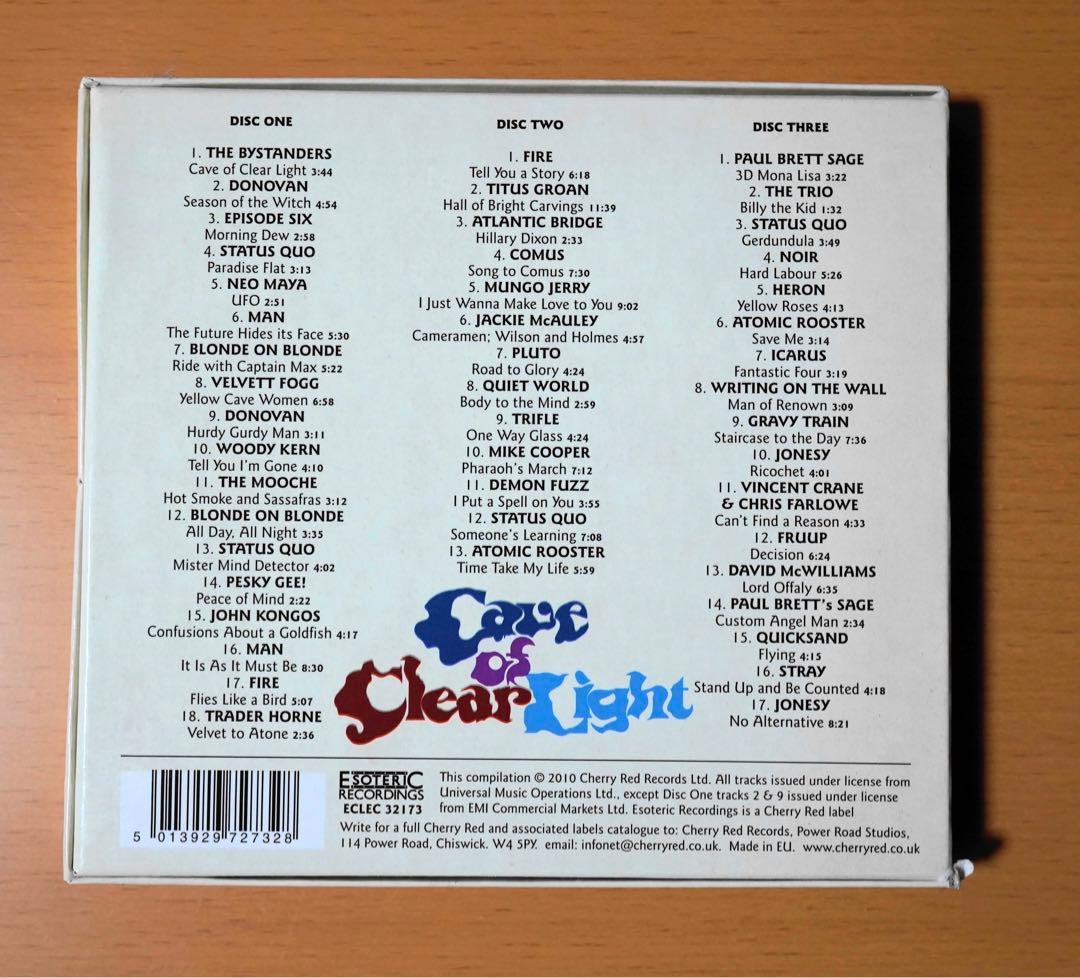 DISC ONE
1. THE BYSTANDERS
Cave of Clear Light 3:44
2. DONOVAN
Season of the Witch 4:54
3. EPISODE SIX
Morning Dew 2:58
4. STATUS QUO
Paradise Flat 3:13
5. NEO MAYA
UFO 2:51
6. MAN
The Future Hides its Face 5:30
7. BLONDE ON BLONDE
Ride with Captain Max 5:22
8. VELVETT FOGG
Yellow Cave Women 6:58
9. DONOVAN
Hurdy Gurdy Man 3:11
10. WOODY KERN
Tell You I'm Gone 4:10
11. THE MOOCHE
Hot Smoke and Sassafras 3:12
12. BLONDE ON BLONDE
All Day, All Night 3:35
13. STATUS QUO
Mister Mind Detector 4:02
14. PESKY GEE!
Peace of Mind 2:22
15. JOHN KONGOS
Confusions About a Goldfish 4:17
16. MAN
It Is As It Must Be 8:30
17. FIRE
Flies Like a Bird 5:07
18. TRADER HORNE
Velvet to Atone 2:36
DISC TWO
1. FIRE
Tell You a Story 6:18
2. TITUS GROAN
Hall of Bright Carvings 11:39
3. ATLANTIC BRIDGE
Hillary Dixon 2:33
4. COMUS
Song to Comus 7:30
5. MUNGO JERRY
I Just Wanna Make Love to You 9:02
6. JACKIE McAULEY
Cameramen; Wilson and Holmes 4:57
7. PLUTO
Road to Glory 4:24
8. QUIET WORLD
Body to the Mind 2:59
9. TRIFLE
One Way Glass 4:24
10. MIKE COOPER
Pharaoh's March 7:12
11. DEMON FUZZ
I Put a Spell on You 3:55
12. STATUS QUO
Someone's Learning 7:08
13. ATOMIC ROOSTER
Time Take My Life 5:59
DISC THREE
1. PAUL BRETT SAGE
3D Mona Lisa 3:22
2. THE TRIO
Billy the Kid 1:32
3. STATUS QUO
Gerdundula 3:49
4. NOIR
Hard Labour 5:26
5. HERON
Yellow Roses 4:13
6. ATOMIC ROOSTER
Save Me 3:14
7. ICARUS
Fantastic Four 3:19
8. WRITING ON THE WALL
Man of Renown 3:09
9. GRAVY TRAIN
Staircase to the Day 7:36
10. JONESY
Ricochet 4:01
11. VINCENT CRANE
& CHRIS FARLOWE
Can't Find a Reason 4:33
12. FRUUP
Decision 6:24
13. DAVID McWILLIAMS
Lord Offaly 6:35
14. PAUL BRETT's SAGE
Custom Angel Man 2:34
15. QUICKSAND
Flying 4:15
16. STRAY
Stand Up and Be Counted 4:18
17. JONESY
No Alternative 8:21
Cave
of
Clear Light
5 013929 727328
ESOTERIC
RECORDINGS
ECLEC 32173
This compilation © 2010 Cherry Red Records Ltd. All tracks issued under license from
Universal Music Operations Ltd., except Disc One tracks 2 & 9 issued under license
from EMI Commercial Markets Ltd. Esoteric Recordings is a Cherry Red label
Write for a full Cherry Red and associated labels catalogue to: Cherry Red Records, Power Road Studios,
114 Power Road, Chiswick. W4 5PY. email: infonet@cherryred.co.uk. Made in EU. www.cherryred.co.uk